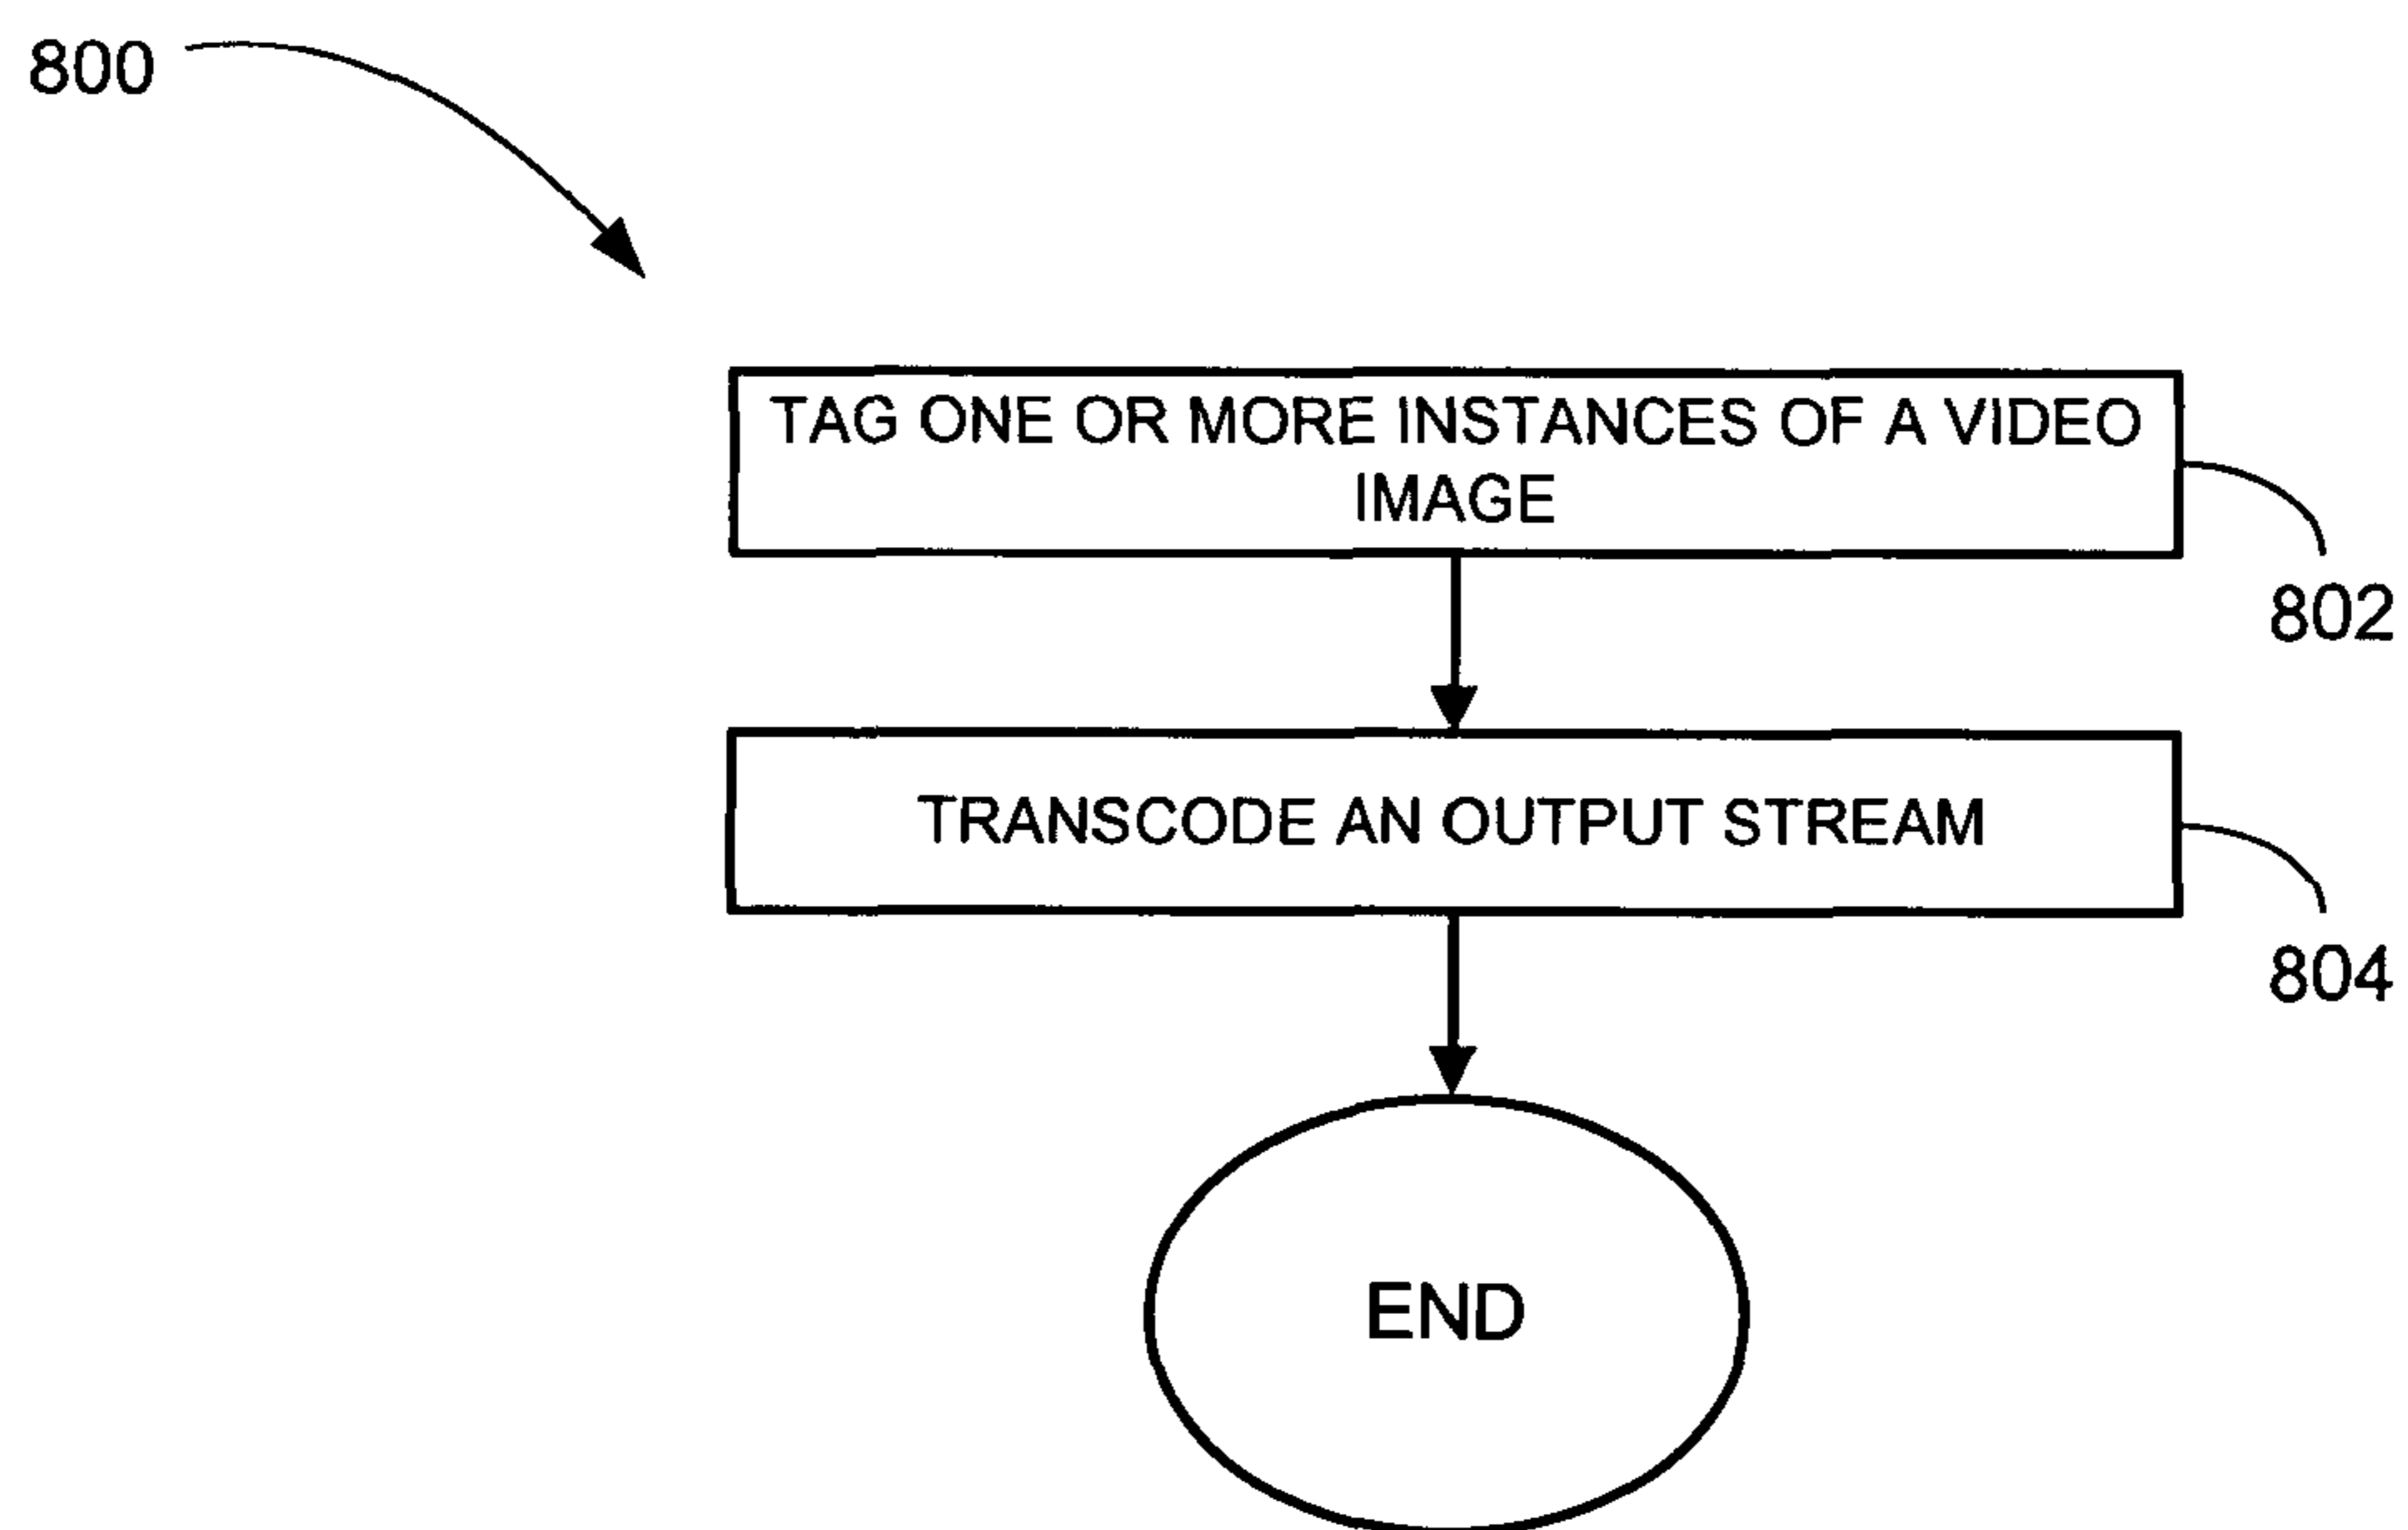 800
TAG ONE OR MORE INSTANCES OF A VIDEO
IMAGE
802
TRANSCODE AN OUTPUT STREAM
804
END